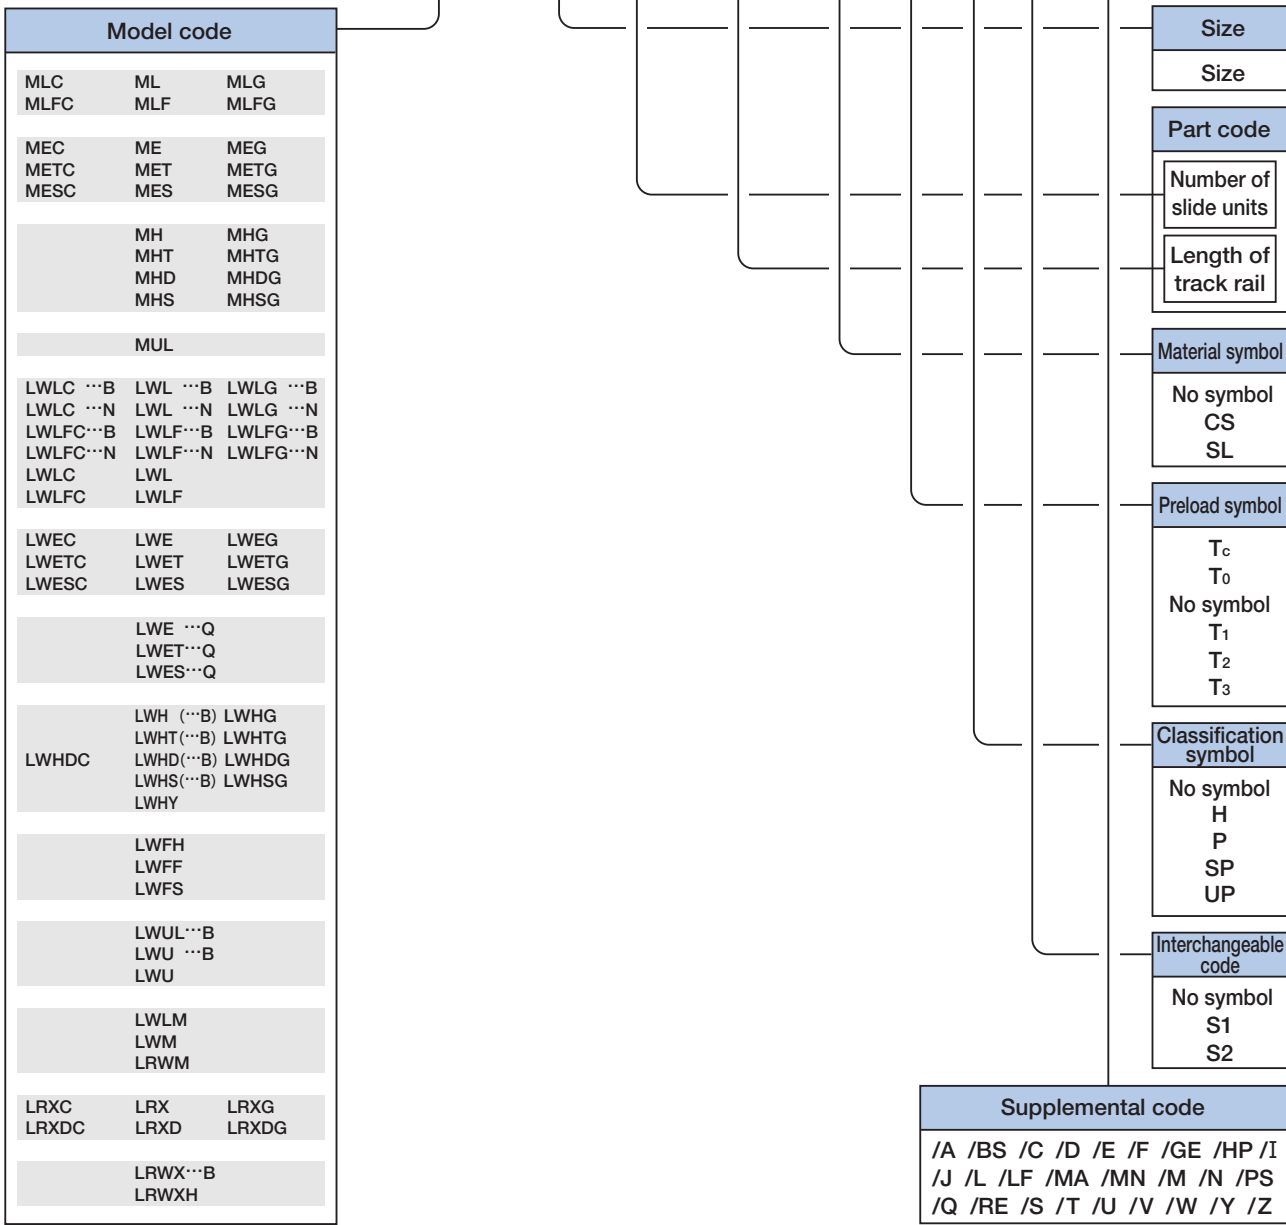 Model code
MLC ML MLG
MLFC MLF MLFG
MEC ME MEG
METC MET METG
MESC MES MESG
MH MHG
MHT MHTG
MHD MHDG
MHS MHSG
MUL
LWLC ···B LWL ···B LWLG ···B
LWLC ···N LWL ···N LWLG ···N
LWLFC···B LWLF···B LWLFG···B
LWLFC···N LWLF···N LWLFG···N
LWLC LWL
LWLFC LWLF
LWEC LWE LWEG
LWETC LWET LWETG
LWESC LWES LWESG
LWE ···Q
LWET···Q
LWES···Q
LWH (···B) LWHG
LWHT(···B) LWHTG
LWHDC LWHD(···B) LWHDG
LWHS(···B) LWHSG
LWHY
LWFH
LWFF
LWFS
LWUL···B
LWU ···B
LWU
LWLM
LWM
LRWM
LRXC LRX LRXG
LRXDC LRXD LRXDG
LRWX···B
LRWXH
Size
Size
Part code
Number of
slide units
Length of
track rail
Material symbol
No symbol
CS
SL
Preload symbol
Tc
T0
No symbol
T1
T2
T3
Classification
symbol
No symbol
H
P
SP
UP
Interchangeable
code
No symbol
S1
S2
Supplemental code
/A /BS /C /D /E /F /GE /HP /I
/J /L /LF /MA /MN /M /N /PS
/Q /RE /S /T /U /V /W /Y /Z